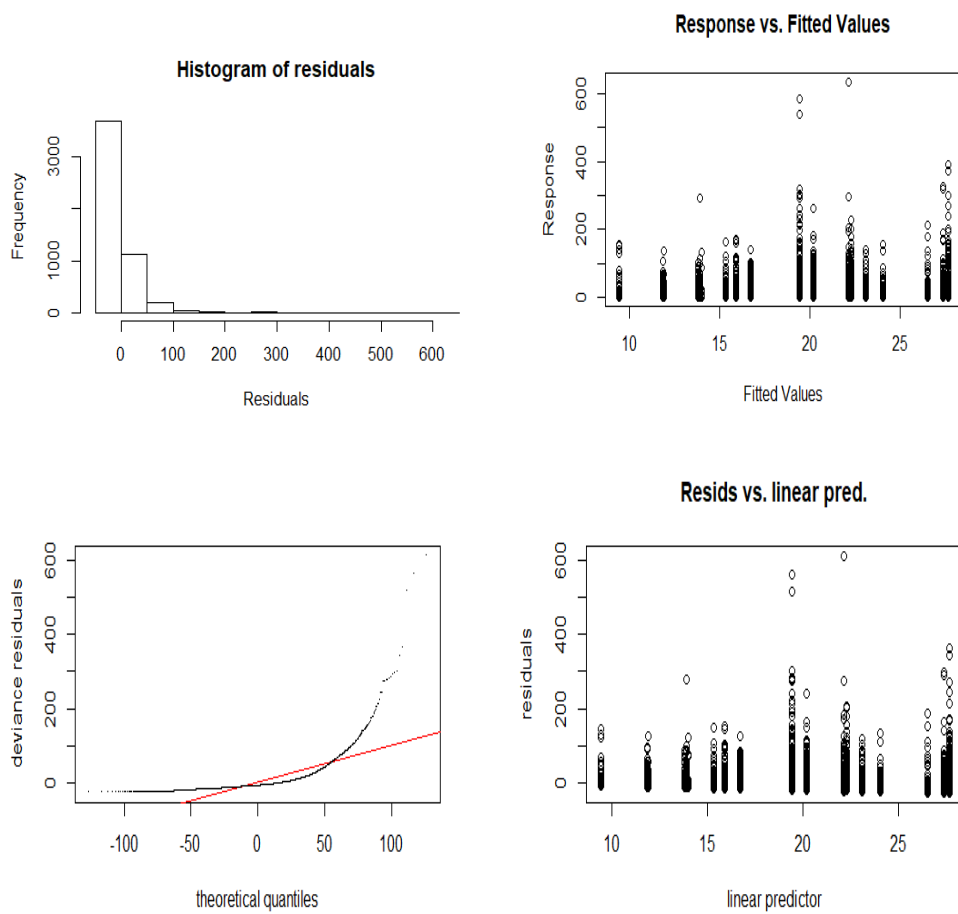 Histogram of residuals
Frequency
3000
1000
0
0 100 200 300 400 500 600
Residuals
Response vs. Fitted Values
Response
600
400
200
0
10 15 20 25
Fitted Values
deviance residuals
600
400
200
0
-100 -50 0 50 100
theoretical quantiles
Resids vs. linear pred.
residuals
600
400
200
0
10 15 20 25
linear predictor